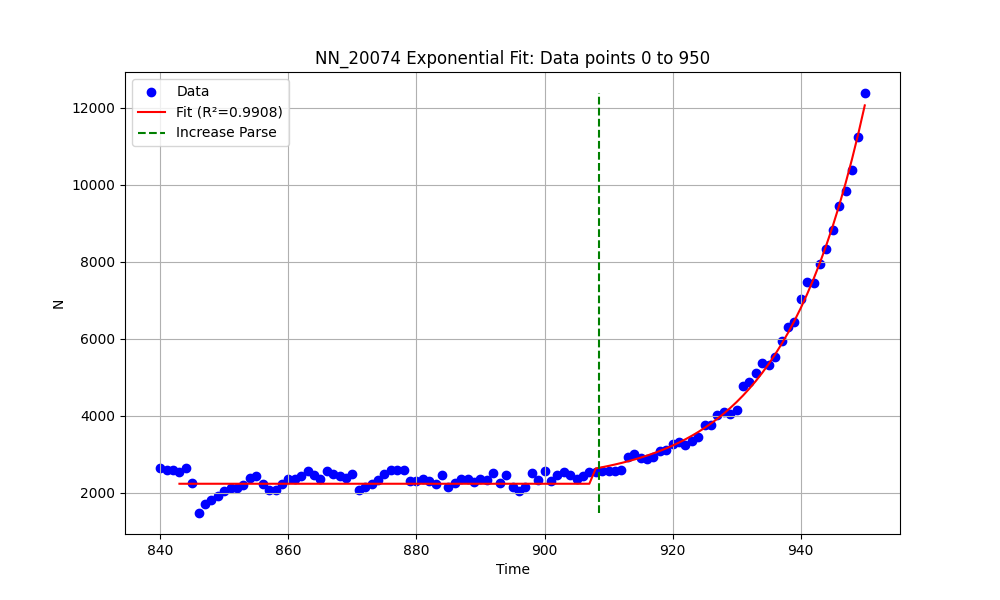 NN_20074 Exponential Fit: Data points 0 to 950
Data
Fit (R²=0.9908)
Increase Parse
12000
10000
8000
6000
4000
2000
N
840
860
880
900
920
940
Time